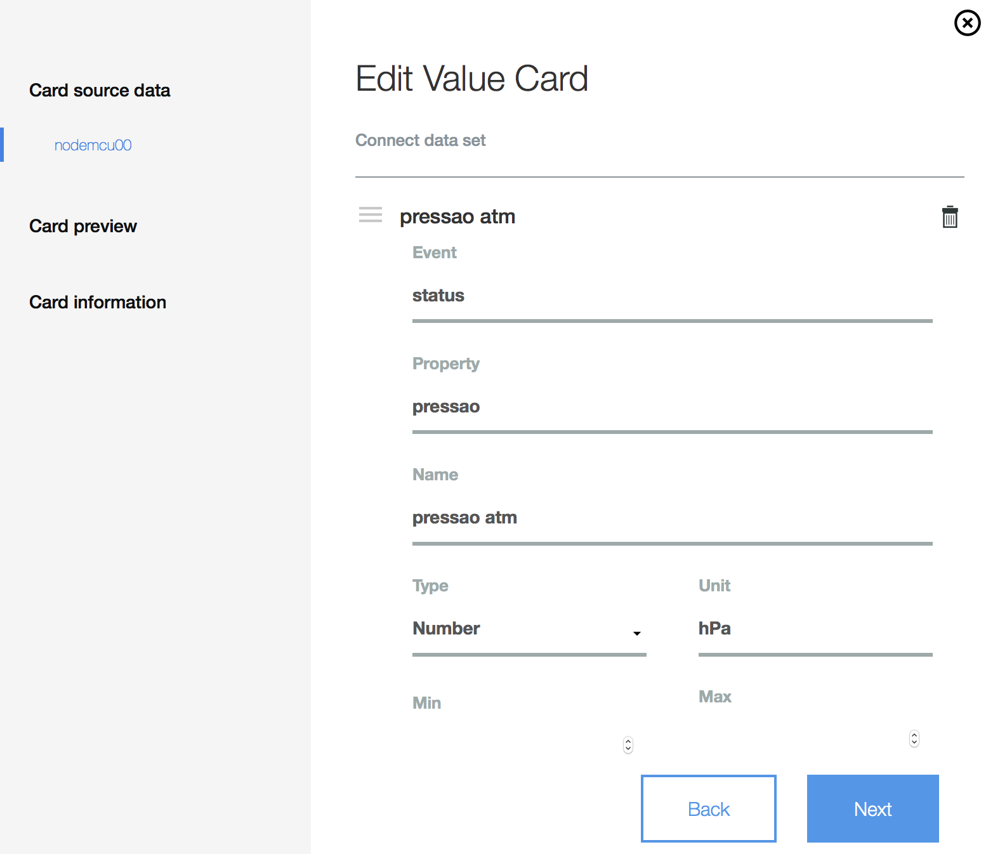 Card source data
nodemcu00
Card preview
Card information
Edit Value Card
Connect data set
pressao atm
Event
status
Property
pressao
Name
pressao atm
Type
Unit
Number
hPa
Min
Max
Back
Next